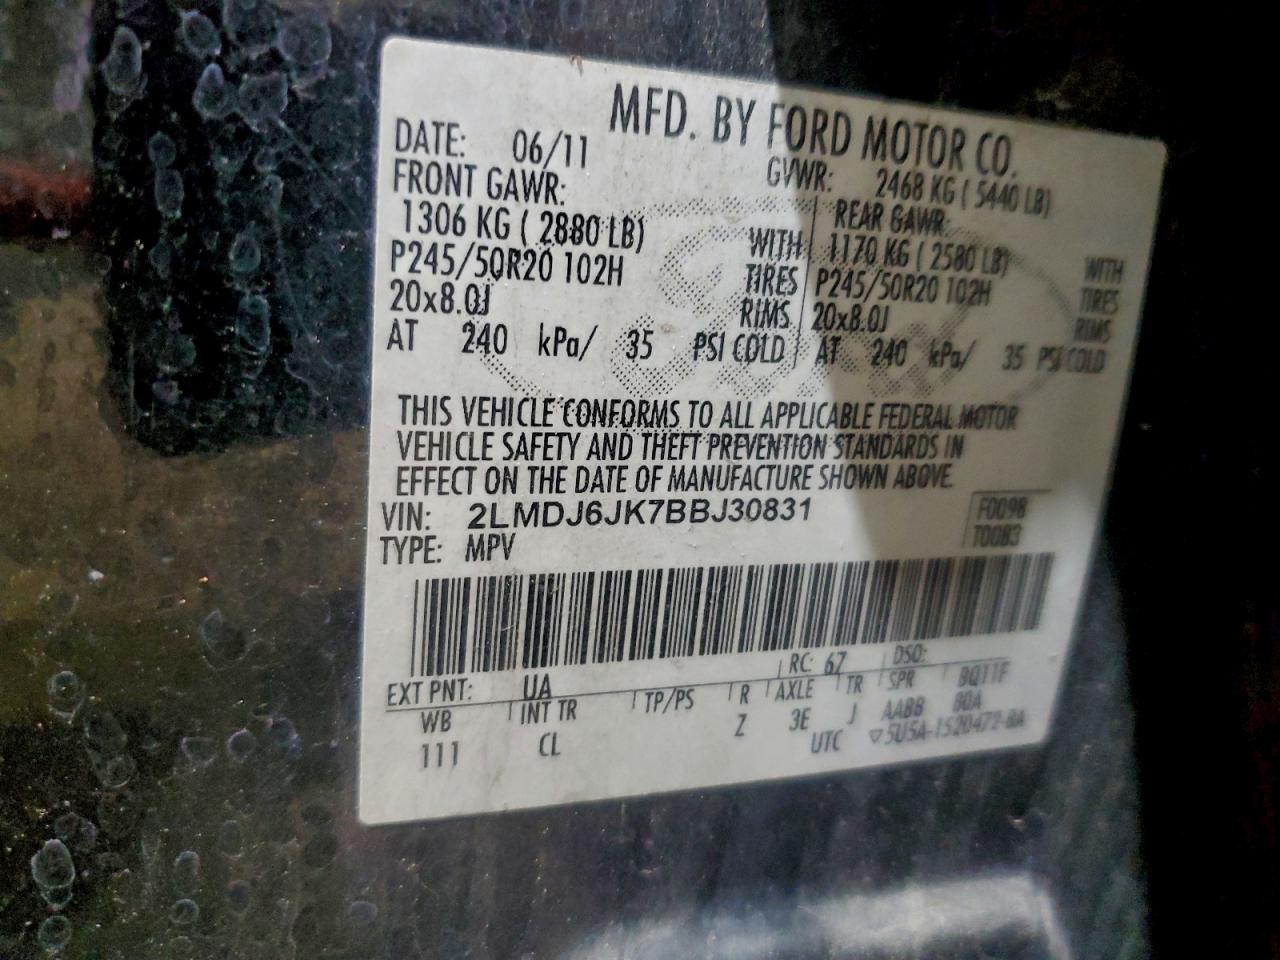 MFD. BY FORD MOTOR CO.
DATE: 06/11 GVWR: 2468 KG ( 5440 LB)
FRONT GAWR: REAR GAWR:
1306 KG ( 2880 LB) WITH 1170 KG ( 2580 LB) WITH
P245/50R20 102H TIRES P245/50R20 102H TIRES
20x8.0J RIMS 20x8.0J RIMS
AT 240 kPa/ 35 PSI COLD AT 240 kPa/ 35 PSI COLD
THIS VEHICLE CONFORMS TO ALL APPLICABLE FEDERAL MOTOR
VEHICLE SAFETY AND THEFT PREVENTION STANDARDS IN
EFFECT ON THE DATE OF MANUFACTURE SHOWN ABOVE.
VIN: 2LMDJ6JK7BBJ30831 F0098
TYPE: MPV T0083
EXT PNT: UA RC: 67 DSO:
WB INT TR TP/PS R AXLE TR SPR BQ11F
111 CL Z 3E J AABB 80A
UTC ▽5U5A-1520472-BA